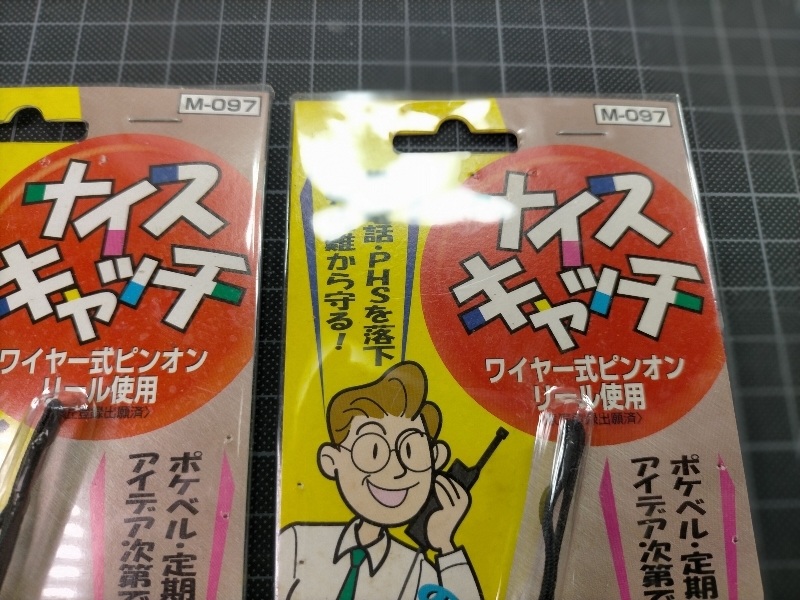 M-097
ナイス
キャッチ
ワイヤー式ピンオン
リール使用
ポケベル・定期
アイデア次第で
M-097
ナイス
キャッチ
ワイヤー式ピンオン
リール使用
話・PHSを落下
難から守る!
ポケベル・定期
アイデア次第で